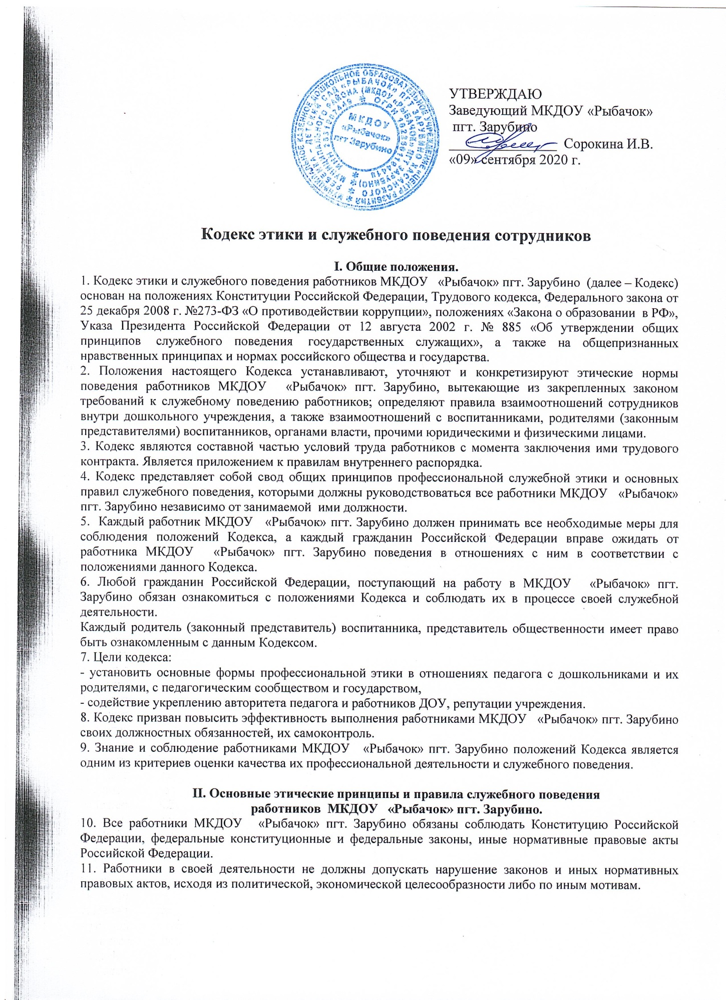 УТВЕРЖДАЮ
Заведующий МКДОУ «Рыбачок»
пгт. Зарубино
Сорокина И.В.
«09» сентября 2020 г.
МКДОУ
«Рыбачок»
пгт Зарубино
Кодекс этики и служебного поведения сотрудников
I. Общие положения.
1. Кодекс этики и служебного поведения работников МКДОУ «Рыбачок» пгт. Зарубино (далее – Кодекс)
основан на положениях Конституции Российской Федерации, Трудового кодекса, Федерального закона от
25 декабря 2008 г. №273-ФЗ «О противодействии коррупции», положениях «Закона о образовании в РФ»,
Указа Президента Российской Федерации от 12 августа 2002 г. № 885 «Об утверждении общих
принципов служебного поведения государственных служащих», а также на общепризнанных
нравственных принципах и нормах российского общества и государства.
2. Положения настоящего Кодекса устанавливают, уточняют и конкретизируют этические нормы
поведения работников МКДОУ «Рыбачок» пгт. Зарубино, вытекающие из закрепленных законом
требований к служебному поведению работников; определяют правила взаимоотношений сотрудников
внутри дошкольного учреждения, а также взаимоотношений с воспитанниками, родителями (законным
представителями) воспитанников, органами власти, прочими юридическими и физическими лицами.
3. Кодекс являются составной частью условий труда работников с момента заключения ими трудового
контракта. Является приложением к правилам внутреннего распорядка.
4. Кодекс представляет собой свод общих принципов профессиональной служебной этики и основных
правил служебного поведения, которыми должны руководствоваться все работники МКДОУ «Рыбачок»
пгт. Зарубино независимо от занимаемой ими должности.
5. Каждый работник МКДОУ «Рыбачок» пгт. Зарубино должен принимать все необходимые меры для
соблюдения положений Кодекса, а каждый гражданин Российской Федерации вправе ожидать от
работника МКДОУ «Рыбачок» пгт. Зарубино поведения в отношениях с ним в соответствии с
положениями данного Кодекса.
6. Любой гражданин Российской Федерации, поступающий на работу в МКДОУ «Рыбачок» пгт.
Зарубино обязан ознакомиться с положениями Кодекса и соблюдать их в процессе своей служебной
деятельности.
Каждый родитель (законный представитель) воспитанника, представитель общественности имеет право
быть ознакомленным с данным Кодексом.
7. Цели кодекса:
- установить основные формы профессиональной этики в отношениях педагога с дошкольниками и их
родителями, с педагогическим сообществом и государством,
- содействие укреплению авторитета педагога и работников ДОУ, репутации учреждения.
8. Кодекс призван повысить эффективность выполнения работниками МКДОУ «Рыбачок» пгт. Зарубино
своих должностных обязанностей, их самоконтроль.
9. Знание и соблюдение работниками МКДОУ «Рыбачок» пгт. Зарубино положений Кодекса является
одним из критериев оценки качества их профессиональной деятельности и служебного поведения.
II. Основные этические принципы и правила служебного поведения
работников МКДОУ «Рыбачок» пгт. Зарубино.
10. Все работники МКДОУ «Рыбачок» пгт. Зарубино обязаны соблюдать Конституцию Российской
Федерации, федеральные конституционные и федеральные законы, иные нормативные правовые акты
Российской Федерации.
11. Работники в своей деятельности не должны допускать нарушение законов и иных нормативных
правовых актов, исходя из политической, экономической целесообразности либо по иным мотивам.